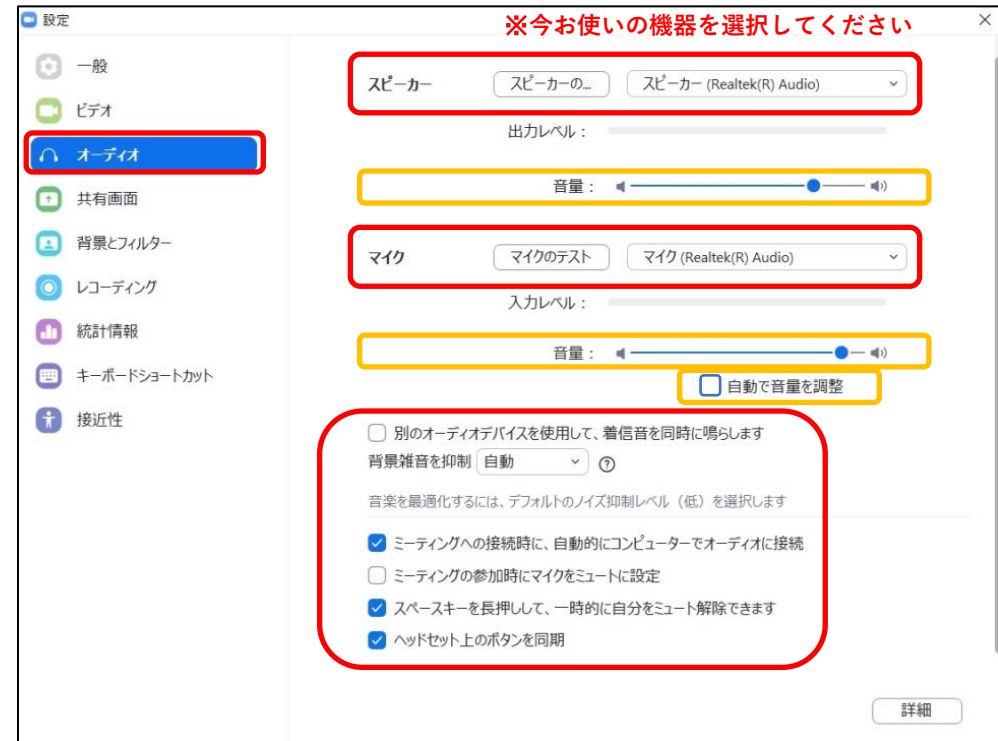 設定
※今お使いの機器を選択してください
一般
ビデオ
オーディオ
共有画面
背景とフィルター
レコーディング
統計情報
キーボードショートカット
接近性
スピーカー スピーカーの... スピーカー (Realtek(R) Audio)
出力レベル：
音量：
マイク マイクのテスト マイク (Realtek(R) Audio)
入力レベル：
音量：
自動で音量を調整
別のオーディオデバイスを使用して、着信音を同時に鳴らします
背景雑音を抑制 自動
音楽を最適化するには、デフォルトのノイズ抑制レベル（低）を選択します
ミーティングへの接続時に、自動的にコンピューターでオーディオに接続
ミーティングの参加時にマイクをミュートに設定
スペースキーを長押しして、一時的に自分をミュート解除できます
ヘッドセット上のボタンを同期
詳細